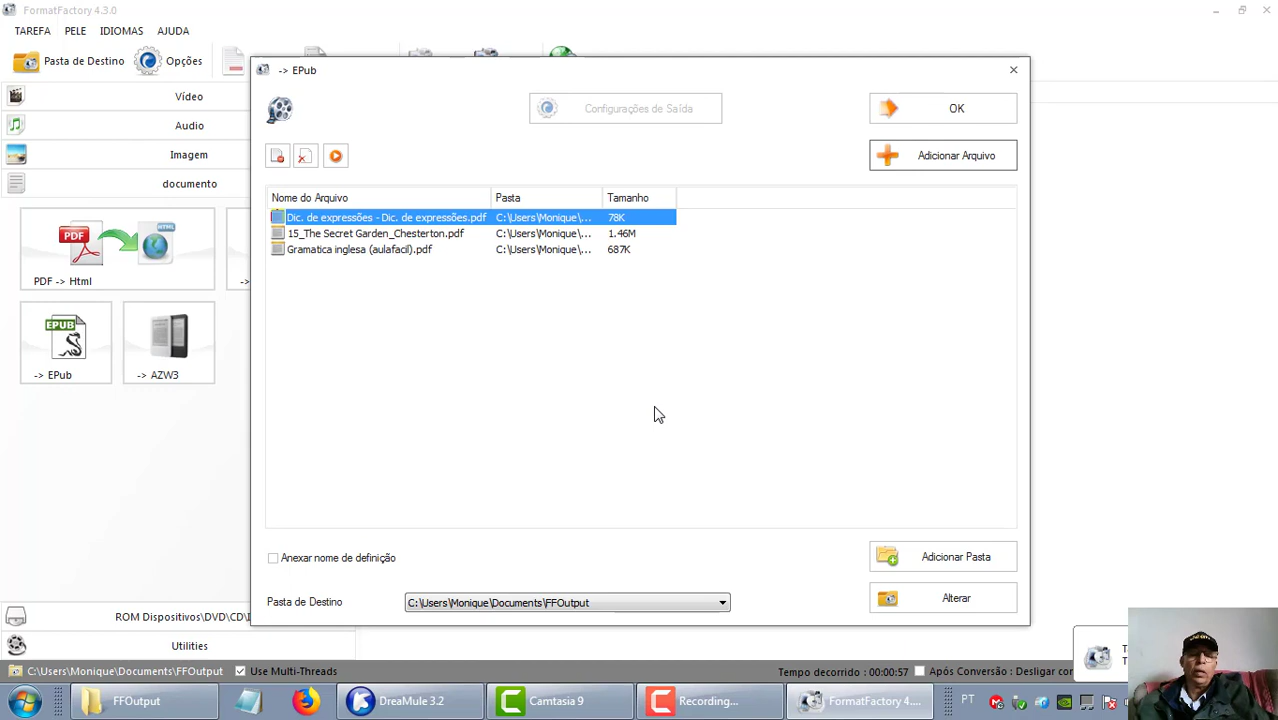 FormatFactory 4.3.0
TAREFA PELE IDIOMAS AJUDA
Pasta de Destino Opções
Vídeo
Audio
Imagem
documento
PDF HTML
PDF -> Html
->
EPUB
-> EPub
-> AZW3
-> EPub
Configurações de Saída
OK
Adicionar Arquivo
Nome do Arquivo Pasta Tamanho
Dic. de expressões - Dic. de expressões.pdf C:\Users\Monique\... 78K
15_The Secret Garden_Chesterton.pdf C:\Users\Monique\... 1.46M
Gramatica inglesa (aulafacil).pdf C:\Users\Monique\... 687K
Anexar nome de definição
Adicionar Pasta
Pasta de Destino C:\Users\Monique\Documents\FFOutput
Alterar
ROM Dispositivos\DVD\CD\I
Utilities
C:\Users\Monique\Documents\FFOutput Use Multi-Threads
Tempo decorrido : 00:00:57 Após Conversão : Desligar con
FFOutput DreaMule 3.2 Camtasia 9 Recording... FormatFactory 4.... PT